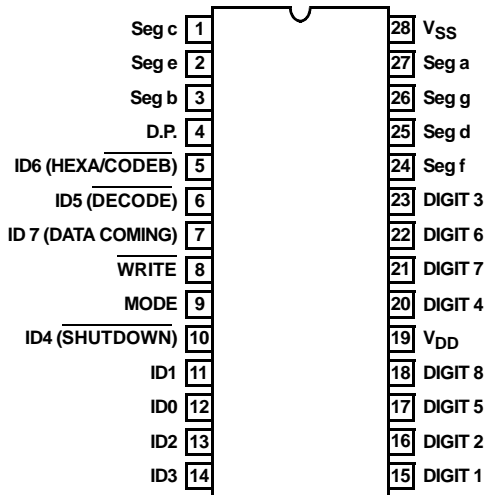 Seg c 1 28 VSS
Seg e 2 27 Seg a
Seg b 3 26 Seg g
D.P. 4 25 Seg d
ID6 (HEXA/CODEB) 5 24 Seg f
ID5 (DECODE) 6 23 DIGIT 3
ID 7 (DATA COMING) 7 22 DIGIT 6
WRITE 8 21 DIGIT 7
MODE 9 20 DIGIT 4
ID4 (SHUTDOWN) 10 19 VDD
ID1 11 18 DIGIT 8
ID0 12 17 DIGIT 5
ID2 13 16 DIGIT 2
ID3 14 15 DIGIT 1